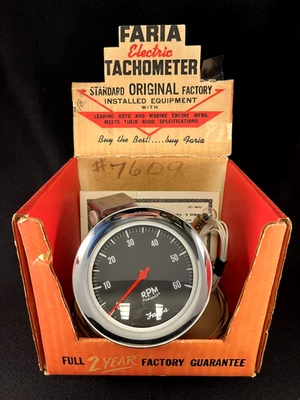 FARIA
Electric
TACHOMETER
STANDARD ORIGINAL FACTORY
INSTALLED EQUIPMENT
WITH
LEADING AUTO AND MARINE ENGINE MFRS.
MEETS THEIR RIGID SPECIFICATIONS
Buy the Best!....buy Faria
#7609
10 20 30 40 50 60
RPM
Faria
FULL 2 YEAR FACTORY GUARANTEE